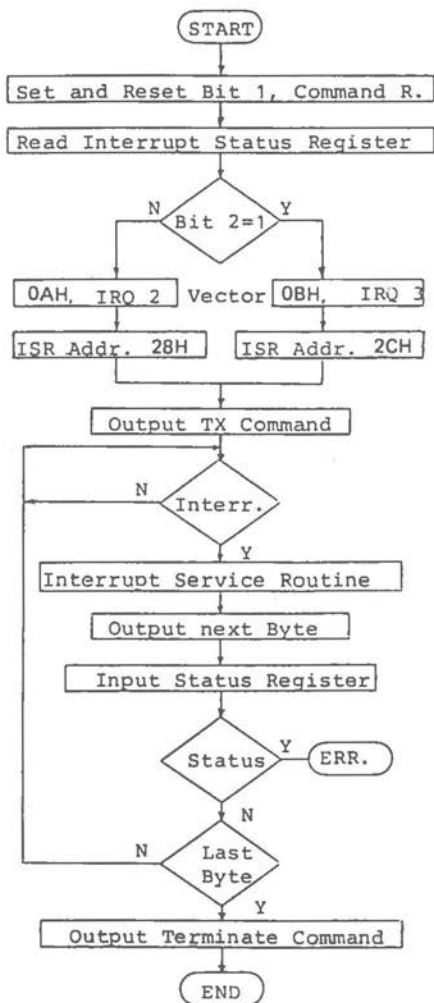 START
Set and Reset Bit 1, Command R.
Read Interrupt Status Register
N
Y
Bit 2=1
0AH, IRQ 2 Vector 0BH, IRQ 3
ISR Addr. 28H
ISR Addr. 2CH
Output TX Command
N
Interr.
Y
Interrupt Service Routine
Output next Byte
Input Status Register
Y
Status
ERR.
N
N
Last
Byte
Y
Output Terminate Command
END